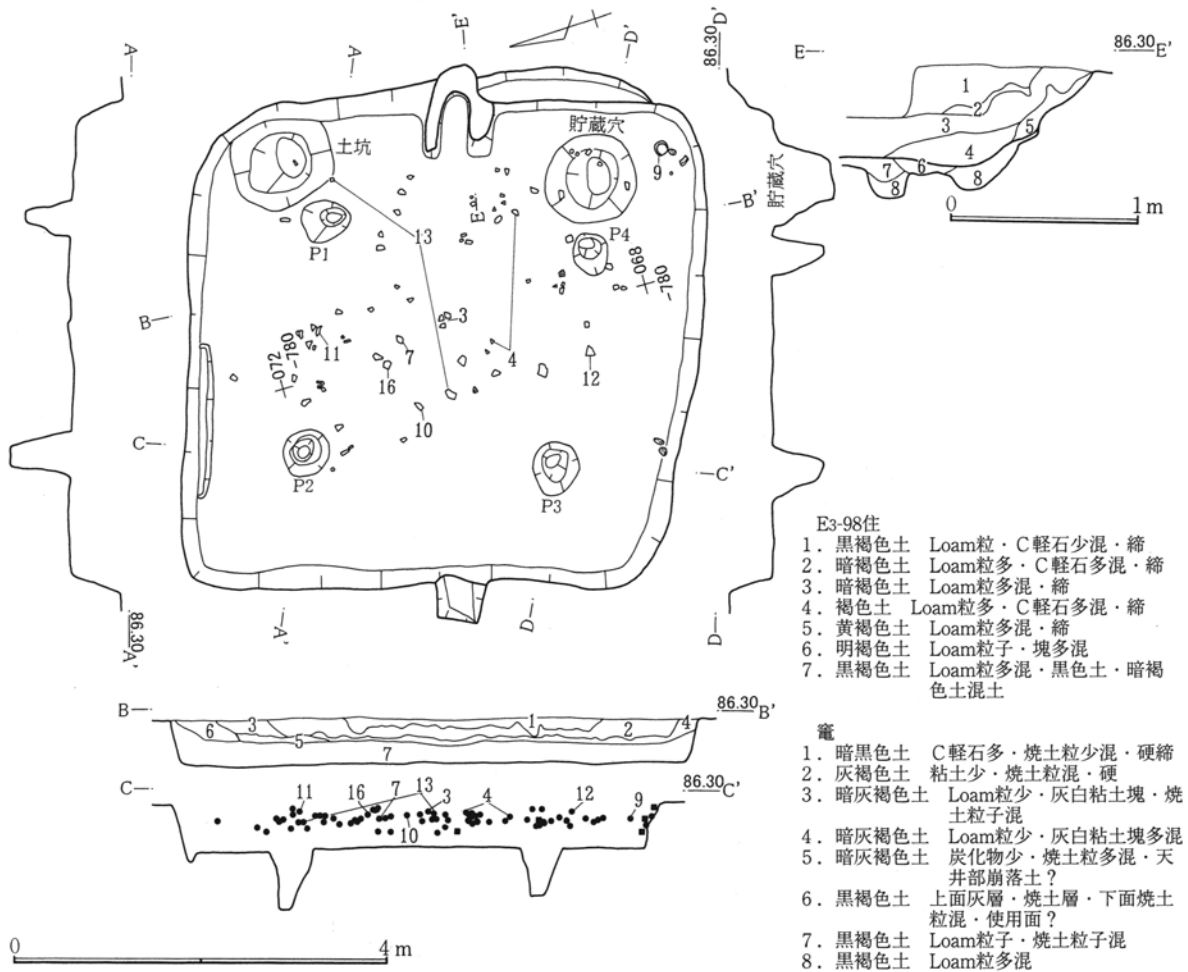 A
A
E'
D'
86.30 D'
E
86.30 E'
土坑
貯蔵穴
9
貯蔵穴
E
B'
P1
13
P4
068
-780
3
B
11
7
4
12
072
-780
16
10
C
P2
P3
C'
A'
D
D
86.30 A'
1
2
3
5
4
7
6
8
8
0 1m
E3-98住
1. 黒褐色土 Loam粒・C軽石少混・締
2. 暗褐色土 Loam粒多・C軽石多混・締
3. 暗褐色土 Loam粒多混・締
4. 褐色土 Loam粒多・C軽石多混・締
5. 黄褐色土 Loam粒多混・締
6. 明褐色土 Loam粒子・塊多混
7. 黒褐色土 Loam粒多混・黒色土・暗褐
色土混土
竈
1. 暗黒色土 C軽石多・焼土粒少混・硬締
2. 灰褐色土 粘土少・焼土粒混・硬
3. 暗灰褐色土 Loam粒少・灰白粘土塊・焼
土粒子混
4. 暗灰褐色土 Loam粒少・灰白粘土塊多混
5. 暗灰褐色土 炭化物少・焼土粒多混・天
井部崩落土？
6. 黒褐色土 上面灰層・焼土層・下面焼土
粒混・使用面？
7. 黒褐色土 Loam粒子・焼土粒子混
8. 黒褐色土 Loam粒多混
B 86.30 B'
6 3 1 2 4
5 7
C 86.30 C'
11 16 7 13 3 4 12 9
10
0 4m